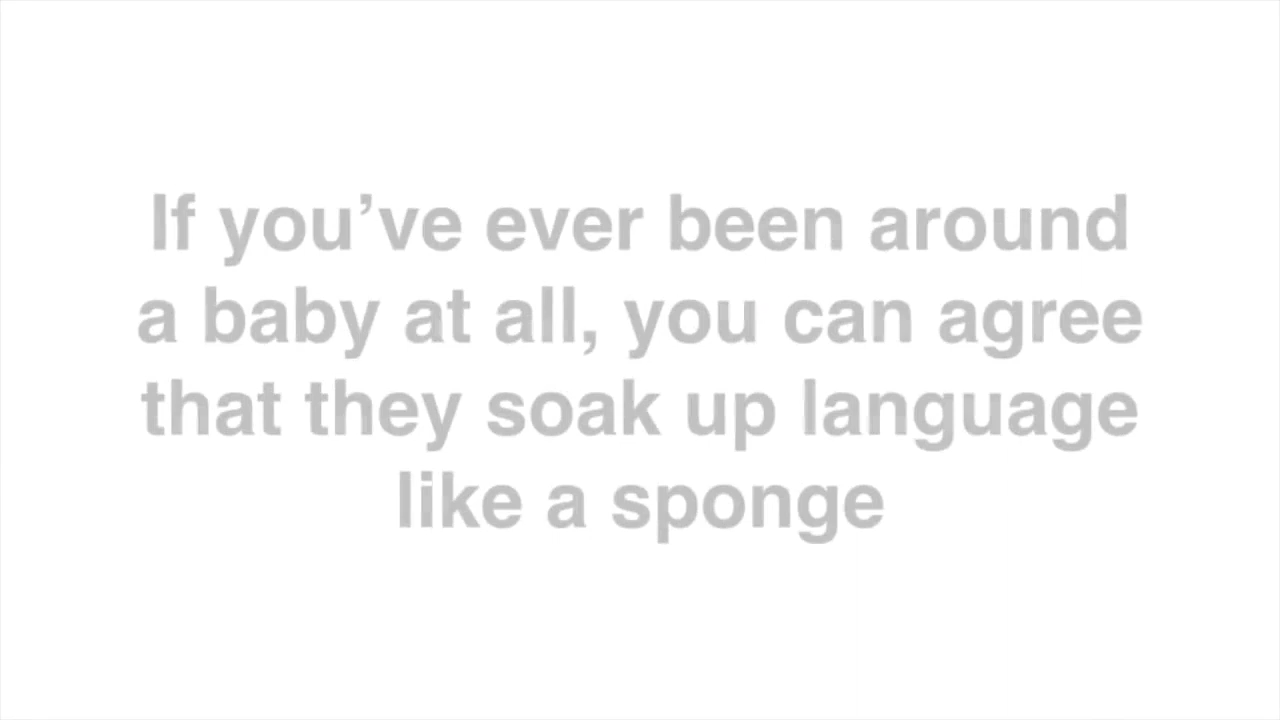 If you’ve ever been around
a baby at all, you can agree
that they soak up language
like a sponge